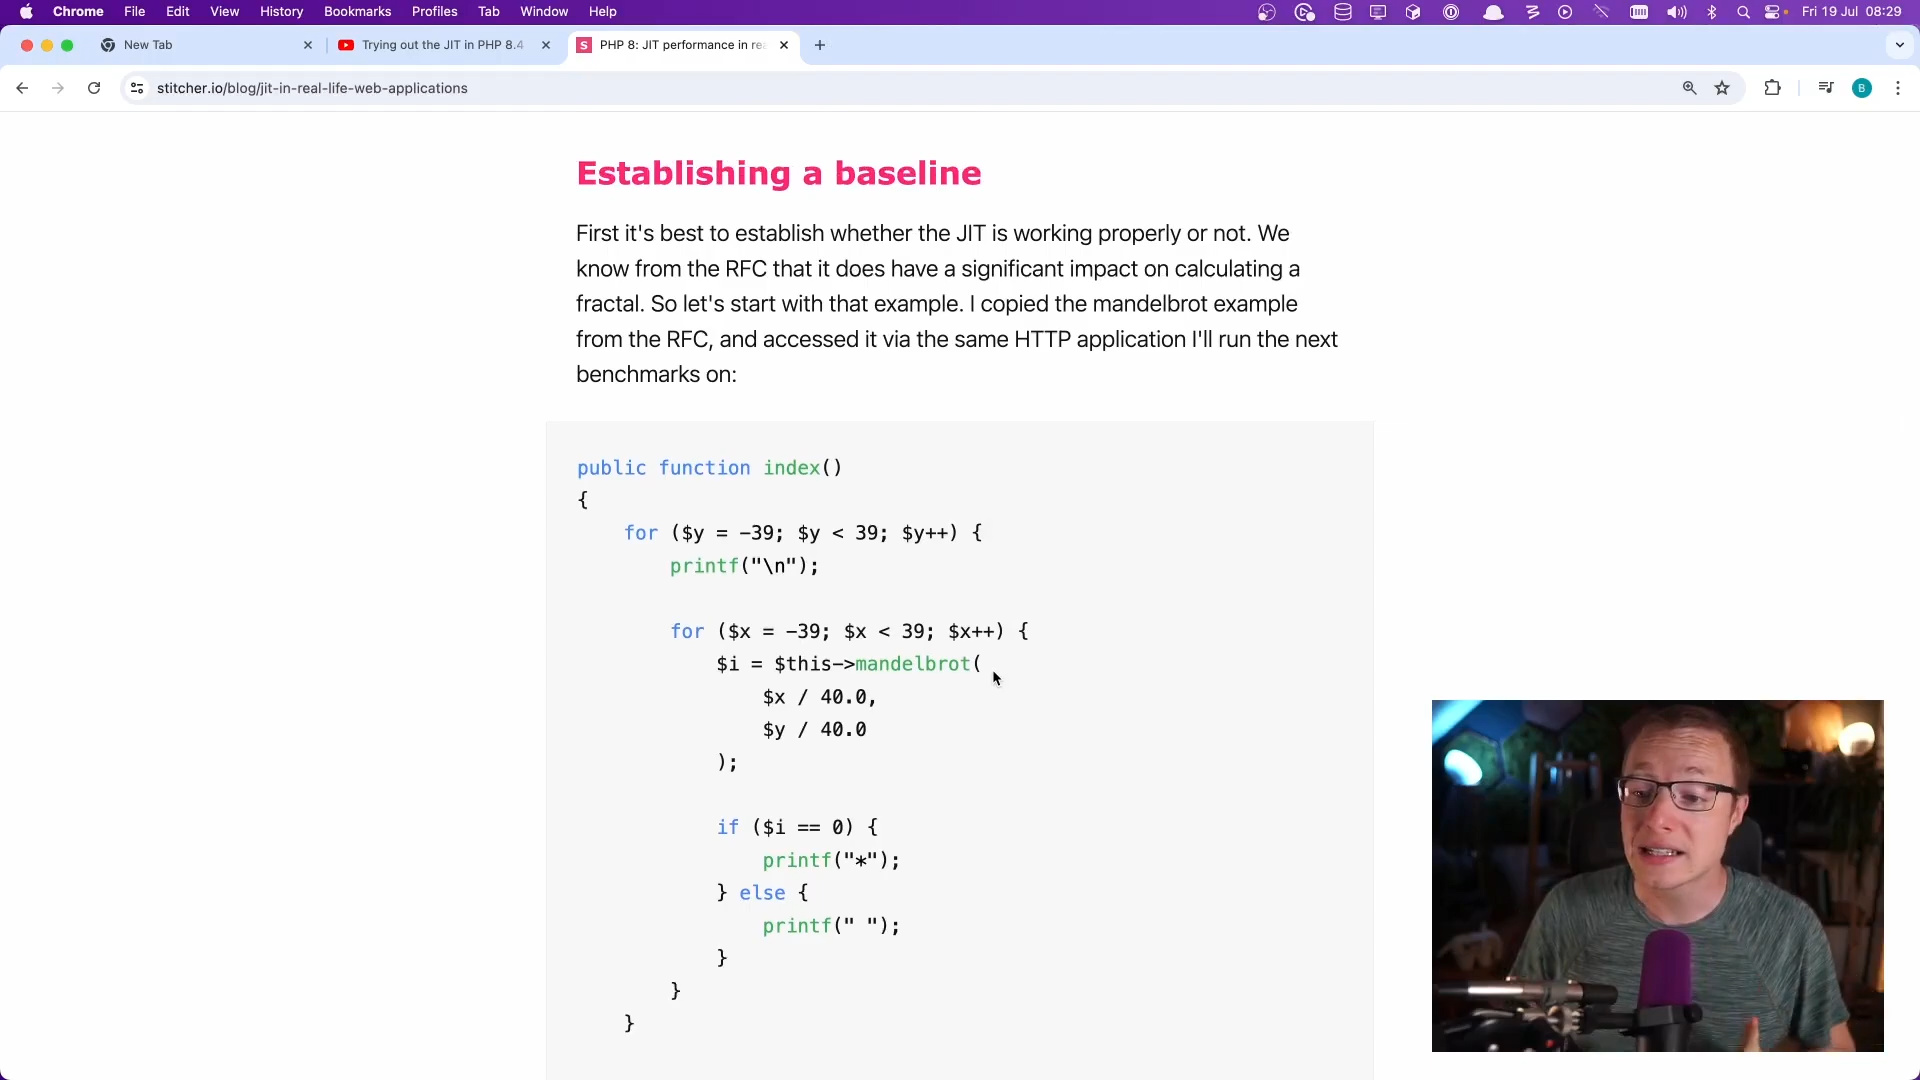 Chrome File Edit View History Bookmarks Profiles Tab Window Help Fri 19 Jul 08:29
New Tab Trying out the JIT in PHP 8.4 PHP 8: JIT performance in re
stitcher.io/blog/jit-in-real-life-web-applications B
Establishing a baseline
First it's best to establish whether the JIT is working properly or not. We
know from the RFC that it does have a significant impact on calculating a
fractal. So let's start with that example. I copied the mandelbrot example
from the RFC, and accessed it via the same HTTP application I'll run the next
benchmarks on:
public function index()
{
for ($y = -39; $y < 39; $y++) {
printf("\n");
for ($x = -39; $x < 39; $x++) {
$i = $this->mandelbrot(
$x / 40.0,
$y / 40.0
);
if ($i == 0) {
printf("*");
} else {
printf(" ");
}
}
}